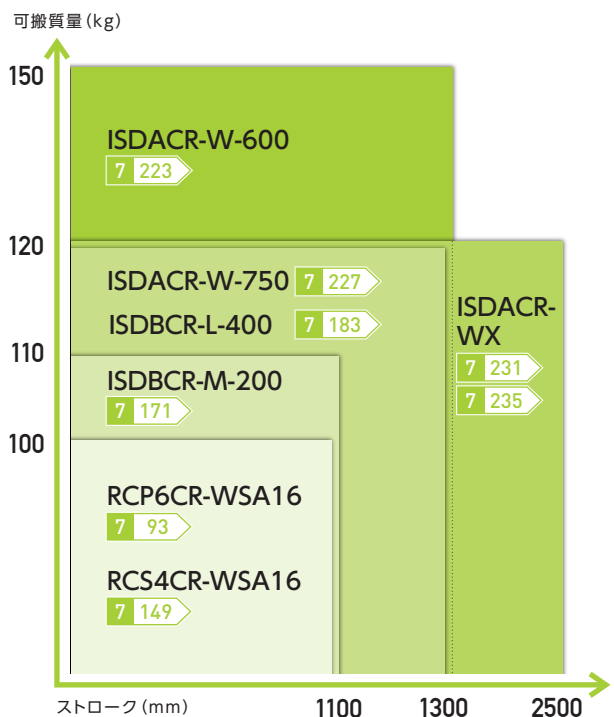 可搬質量(kg)
150
ISDACR-W-600
7 223
120
ISDACR-W-750 7 227
ISDBCR-L-400 7 183
ISDACR-
WX
7 231
7 235
110
ISDBCR-M-200
7 171
100
RCP6CR-WSA16
7 93
RCS4CR-WSA16
7 149
ストローク(mm) 1100 1300 2500